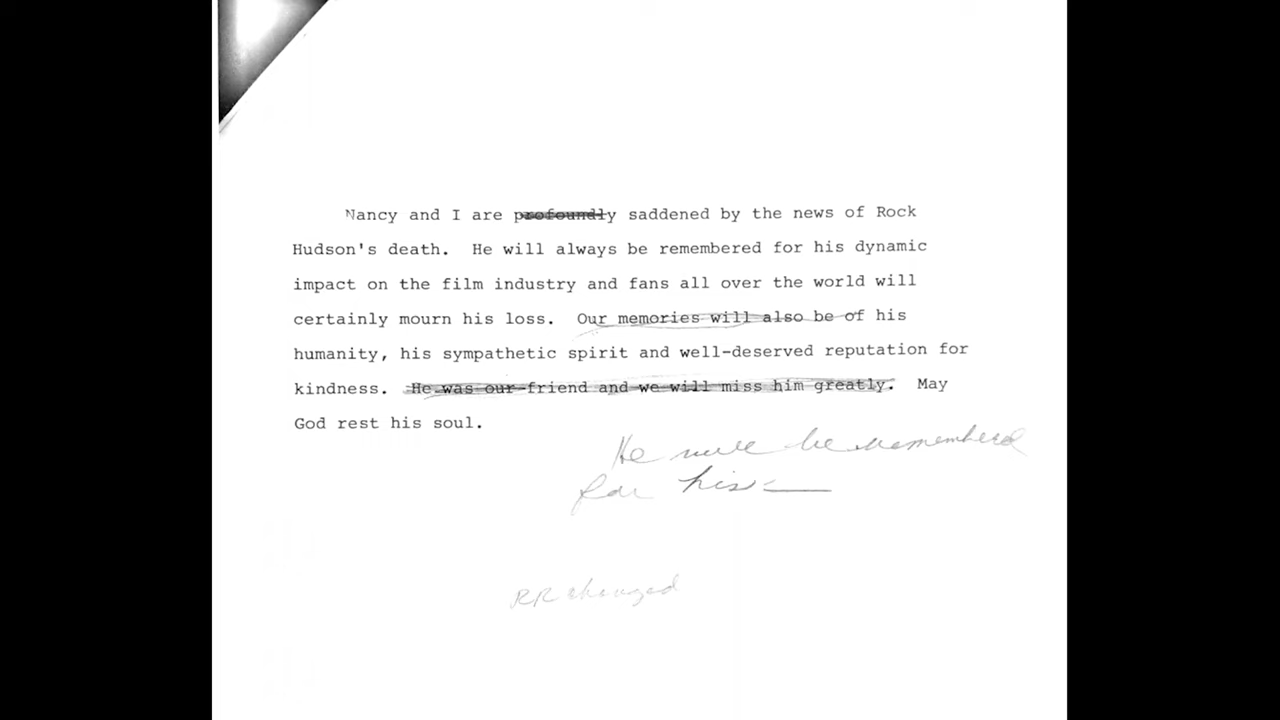 Nancy and I are profoundly saddened by the news of Rock
Hudson's death. He will always be remembered for his dynamic
impact on the film industry and fans all over the world will
certainly mourn his loss. Our memories will also be of his
humanity, his sympathetic spirit and well-deserved reputation for
kindness. He was our friend and we will miss him greatly. May
God rest his soul.
He will be remembered
for his
RR changed